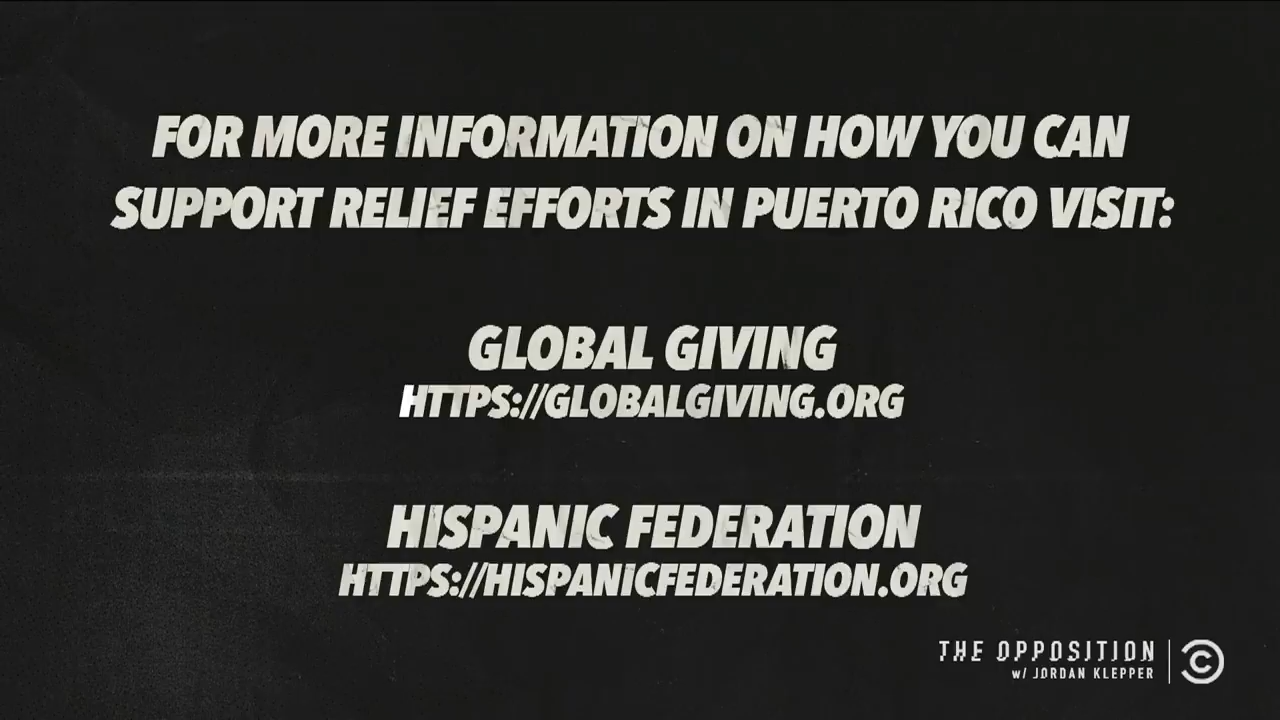 FOR MORE INFORMATION ON HOW YOU CAN
SUPPORT RELIEF EFFORTS IN PUERTO RICO VISIT:
GLOBAL GIVING
HTTPS://GLOBALGIVING.ORG
HISPANIC FEDERATION
HTTPS://HISPANICFEDERATION.ORG
THE OPPOSITION
W/ JORDAN KLEPPER